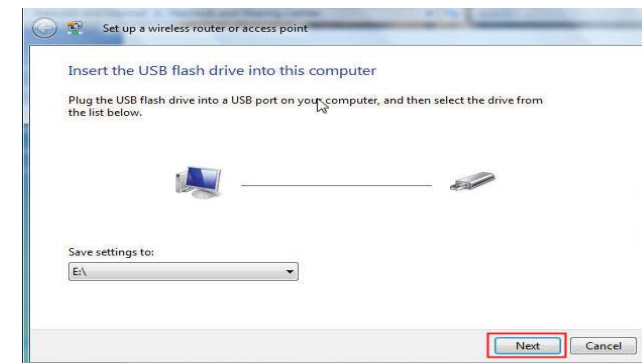 Set up a wireless router or access point
Insert the USB flash drive into this computer
Plug the USB flash drive into a USB port on your computer, and then select the drive from
the list below.
Save settings to:
E:\
Next Cancel